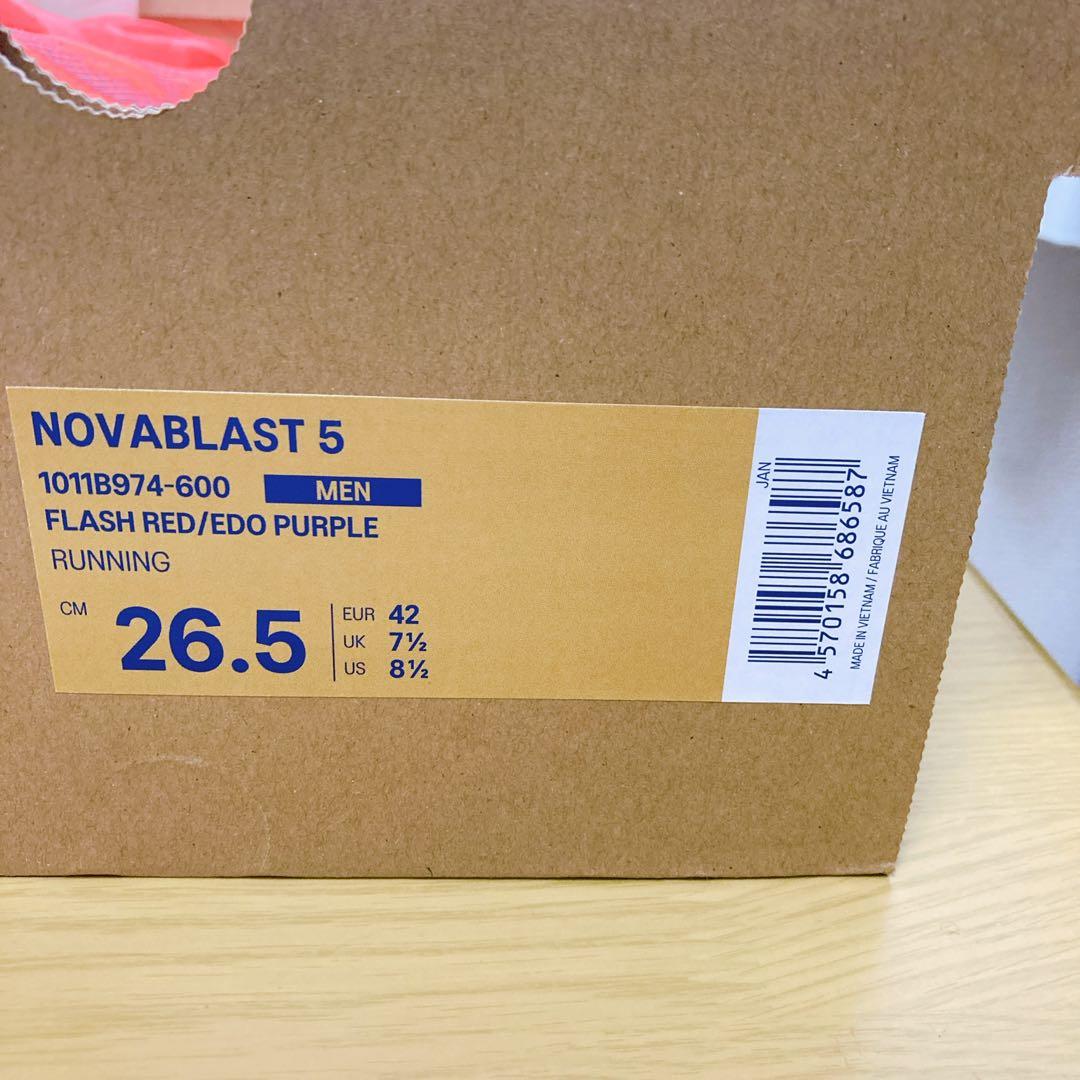 NOVABLAST 5
1011B974-600 MEN
FLASH RED/EDO PURPLE
RUNNING
CM 26.5
EUR 42
UK 7½
US 8½
JAN
4 570158 686587
MADE IN VIETNAM / FABRIQUE AU VIETNAM